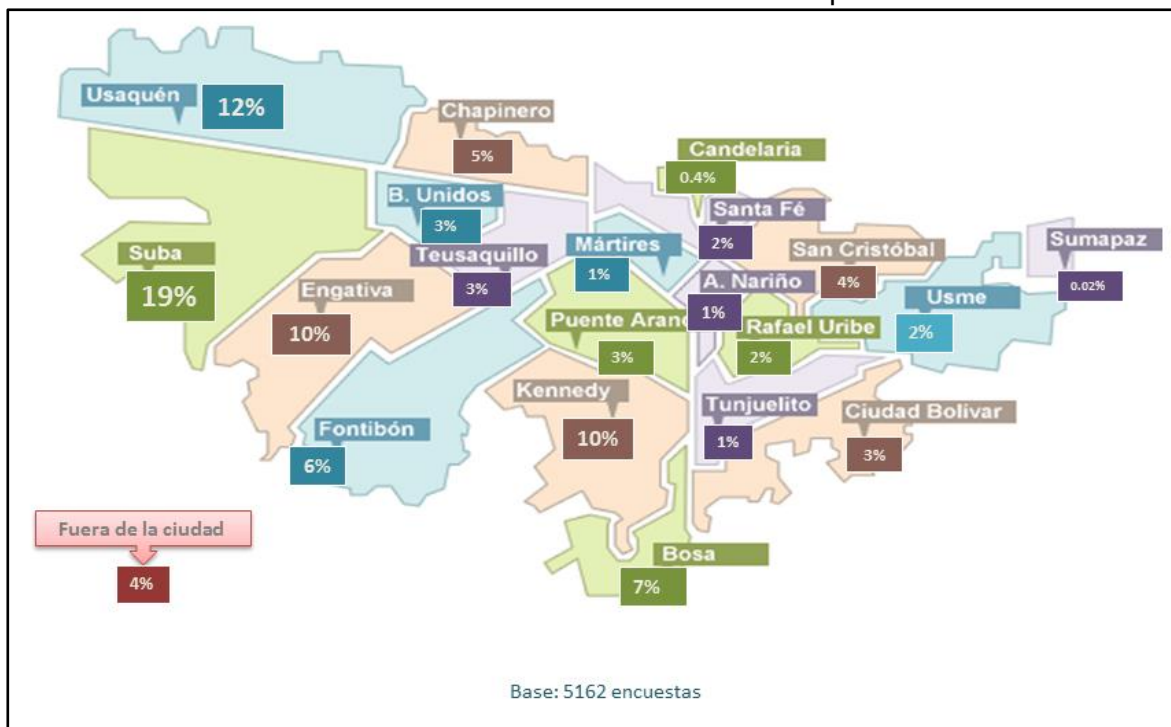 Usaquén
12%
Chapinero
5%
Candelaria
0.4%
B. Unidos
3%
Santa Fé
2%
Suba
19%
Teusaquillo
3%
Mártires
1%
San Cristóbal
4%
Sumapaz
0.02%
Engativa
10%
A. Nariño
1%
Usme
2%
Puente Aran
3%
Rafael Uribe
2%
Kennedy
10%
Tunjuelito
1%
Ciudad Bolívar
3%
Fontibón
6%
Fuera de la ciudad
4%
Bosa
7%
Base: 5162 encuestas